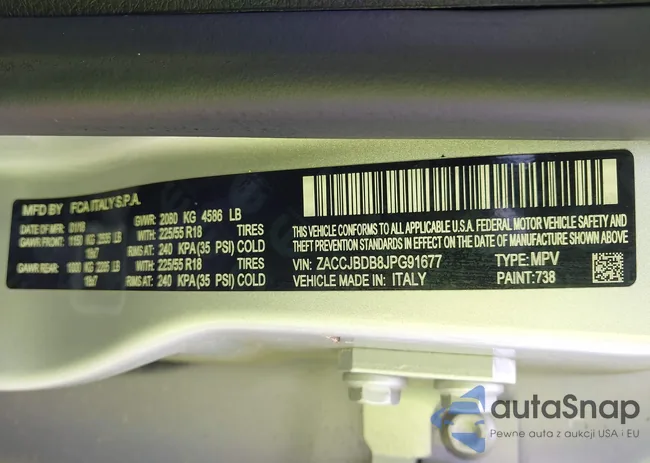 MFD BY FCA ITALY S.P.A.
DATE: 01/18 GVWR: 2080 KG 4586 LB
GAWR FRONT: 1150 KG 2535 LB WITH: 225/55 R18 TIRES
18x7 RIMS AT: 240 KPA(35 PSI) COLD
GAWR REAR: KG LB WITH: 225/55 R18 TIRES
18x7 RIMS AT: 240 KPA(35 PSI) COLD
THIS VEHICLE CONFORMS TO ALL APPLICABLE U.S.A. FEDERAL MOTOR VEHICLE SAFETY AND
THEFT PREVENTION STANDARDS IN EFFECT ON THE DATE OF MANUFACTURE SHOWN ABOVE
VIN: ZACCJBDB8JPG91677 TYPE: MPV
VEHICLE MADE IN: ITALY PAINT: 738
autaSnap
Pewne auta z aukcji USA i EU